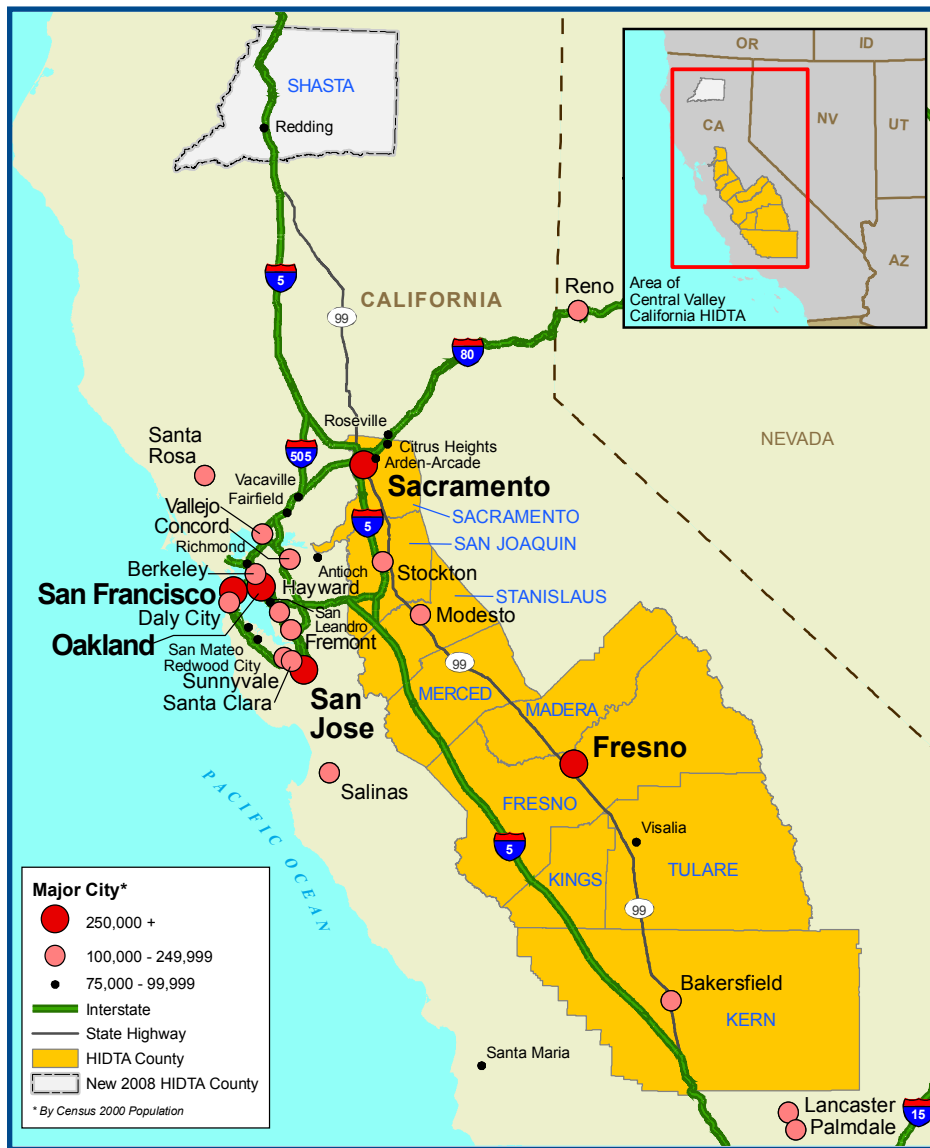 SHASTA
Redding
OR
ID
CA
NV
UT
AZ
Area of
Central Valley
California HIDTA
5
CALIFORNIA
99
Reno
80
NEVADA
Roseville
Citrus Heights
Arden-Arcade
Santa
Rosa
505
Sacramento
Vacaville
Fairfield
SACRAMENTO
Vallejo
Concord
5
SAN JOAQUIN
Richmond
Berkeley
Antioch
Stockton
Hayward
STANISLAUS
San Francisco
Daly City
San
Leandro
Modesto
Oakland
Fremont
San Mateo
Redwood City
Sunnyvale
Santa Clara
99
MERCED
San
Jose
MADERA
Fresno
Salinas
PACIFIC OCEAN
FRESNO
5
Visalia
KINGS
TULARE
99
Bakersfield
KERN
Santa Maria
Lancaster
Palmdale
15
Major City*
250,000 +
100,000 - 249,999
75,000 - 99,999
Interstate
State Highway
HIDTA County
New 2008 HIDTA County
* By Census 2000 Population